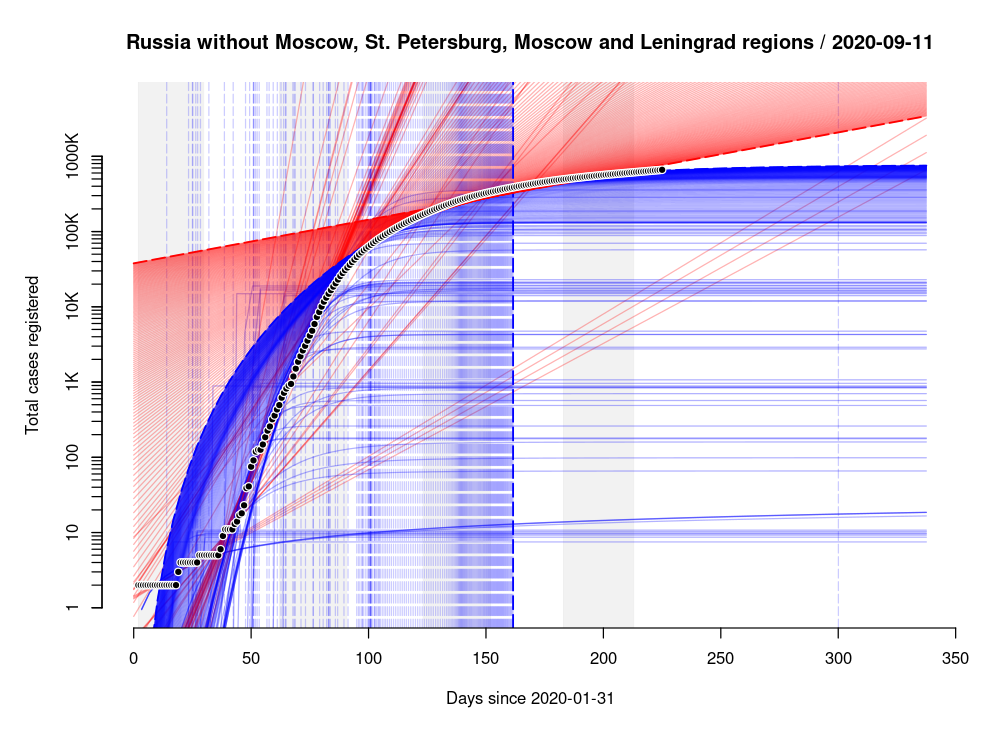 Russia without Moscow, St. Petersburg, Moscow and Leningrad regions / 2020-09-11
Total cases registered
1000K
100K
10K
1K
100
10
1
0 50 100 150 200 250 300 350
Days since 2020-01-31